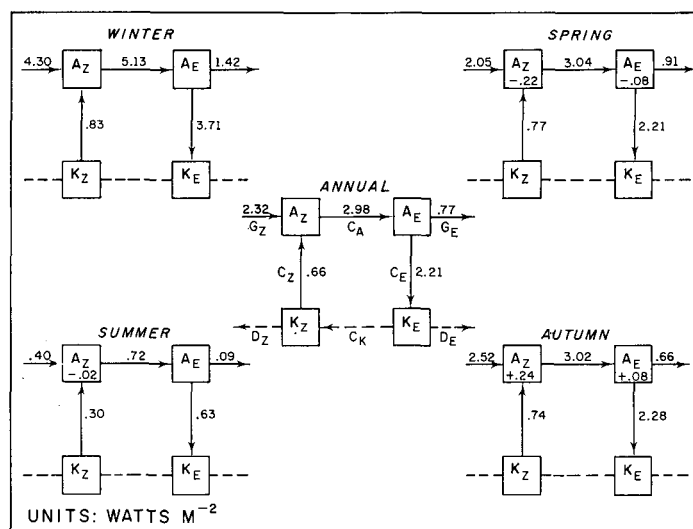 WINTER
4.30 A_Z 5.13 A_E 1.42
.83 3.71
K_Z K_E
SPRING
2.05 A_Z -.22 3.04 A_E -.08 .91
.77 2.21
K_Z K_E
ANNUAL
2.32 G_Z A_Z 2.98 C_A A_E .77 G_E
C_Z .66 C_E 2.21
D_Z K_Z C_K K_E D_E
SUMMER
.40 A_Z -.02 .72 A_E .09
.30 .63
K_Z K_E
AUTUMN
2.52 A_Z +.24 3.02 A_E +.08 .66
.74 2.28
K_Z K_E
UNITS: WATTS M⁻²